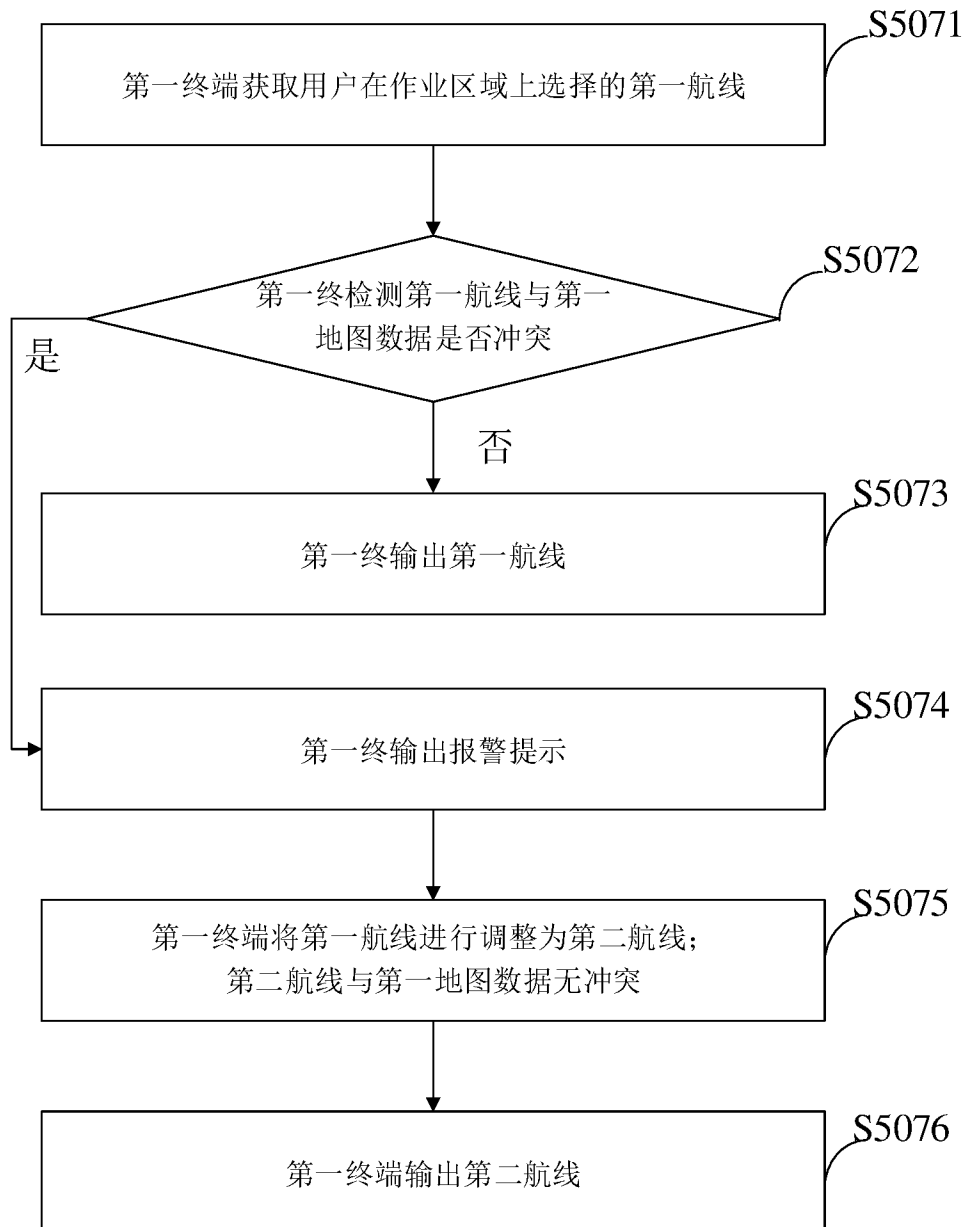 S5071
第一终端获取用户在作业区域上选择的第一航线
S5072
第一终检测第一航线与第一
地图数据是否冲突
是
否
S5073
第一终输出第一航线
S5074
第一终输出报警提示
S5075
第一终端将第一航线进行调整为第二航线；
第二航线与第一地图数据无冲突
S5076
第一终端输出第二航线